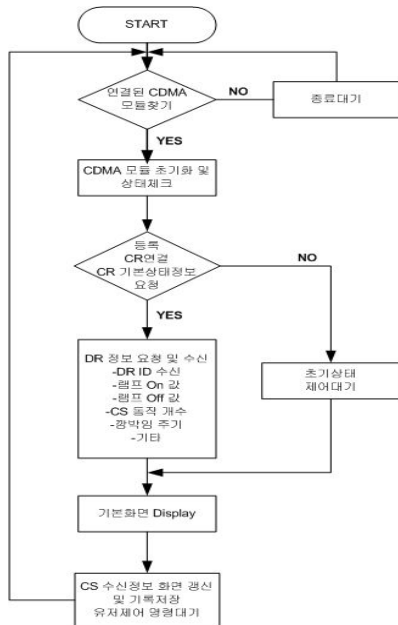 START
연결된 CDMA
모듈찾기
NO
종료대기
YES
CDMA 모듈 초기화 및
상태체크
등록
CR연결
CR 기본상태정보
요청
NO
YES
DR 정보 요청 및 수신
-DR ID 수신
-램프 On 값
-램프 Off 값
-CS 동작 개수
-깜박임 주기
-기타
초기상태
제어대기
기본화면 Display
CS 수신정보 화면 갱신
및 기록저장
유저제어 명령대기